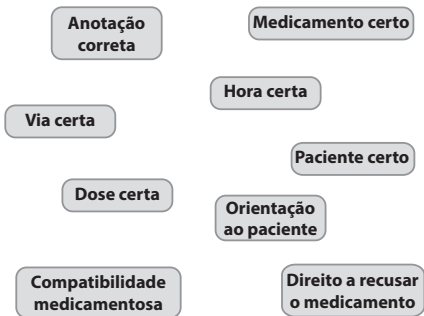 Anotação
correta
Medicamento certo
Hora certa
Via certa
Paciente certo
Dose certa
Orientação
ao paciente
Compatibilidade
medicamentosa
Direito a recusar
o medicamento